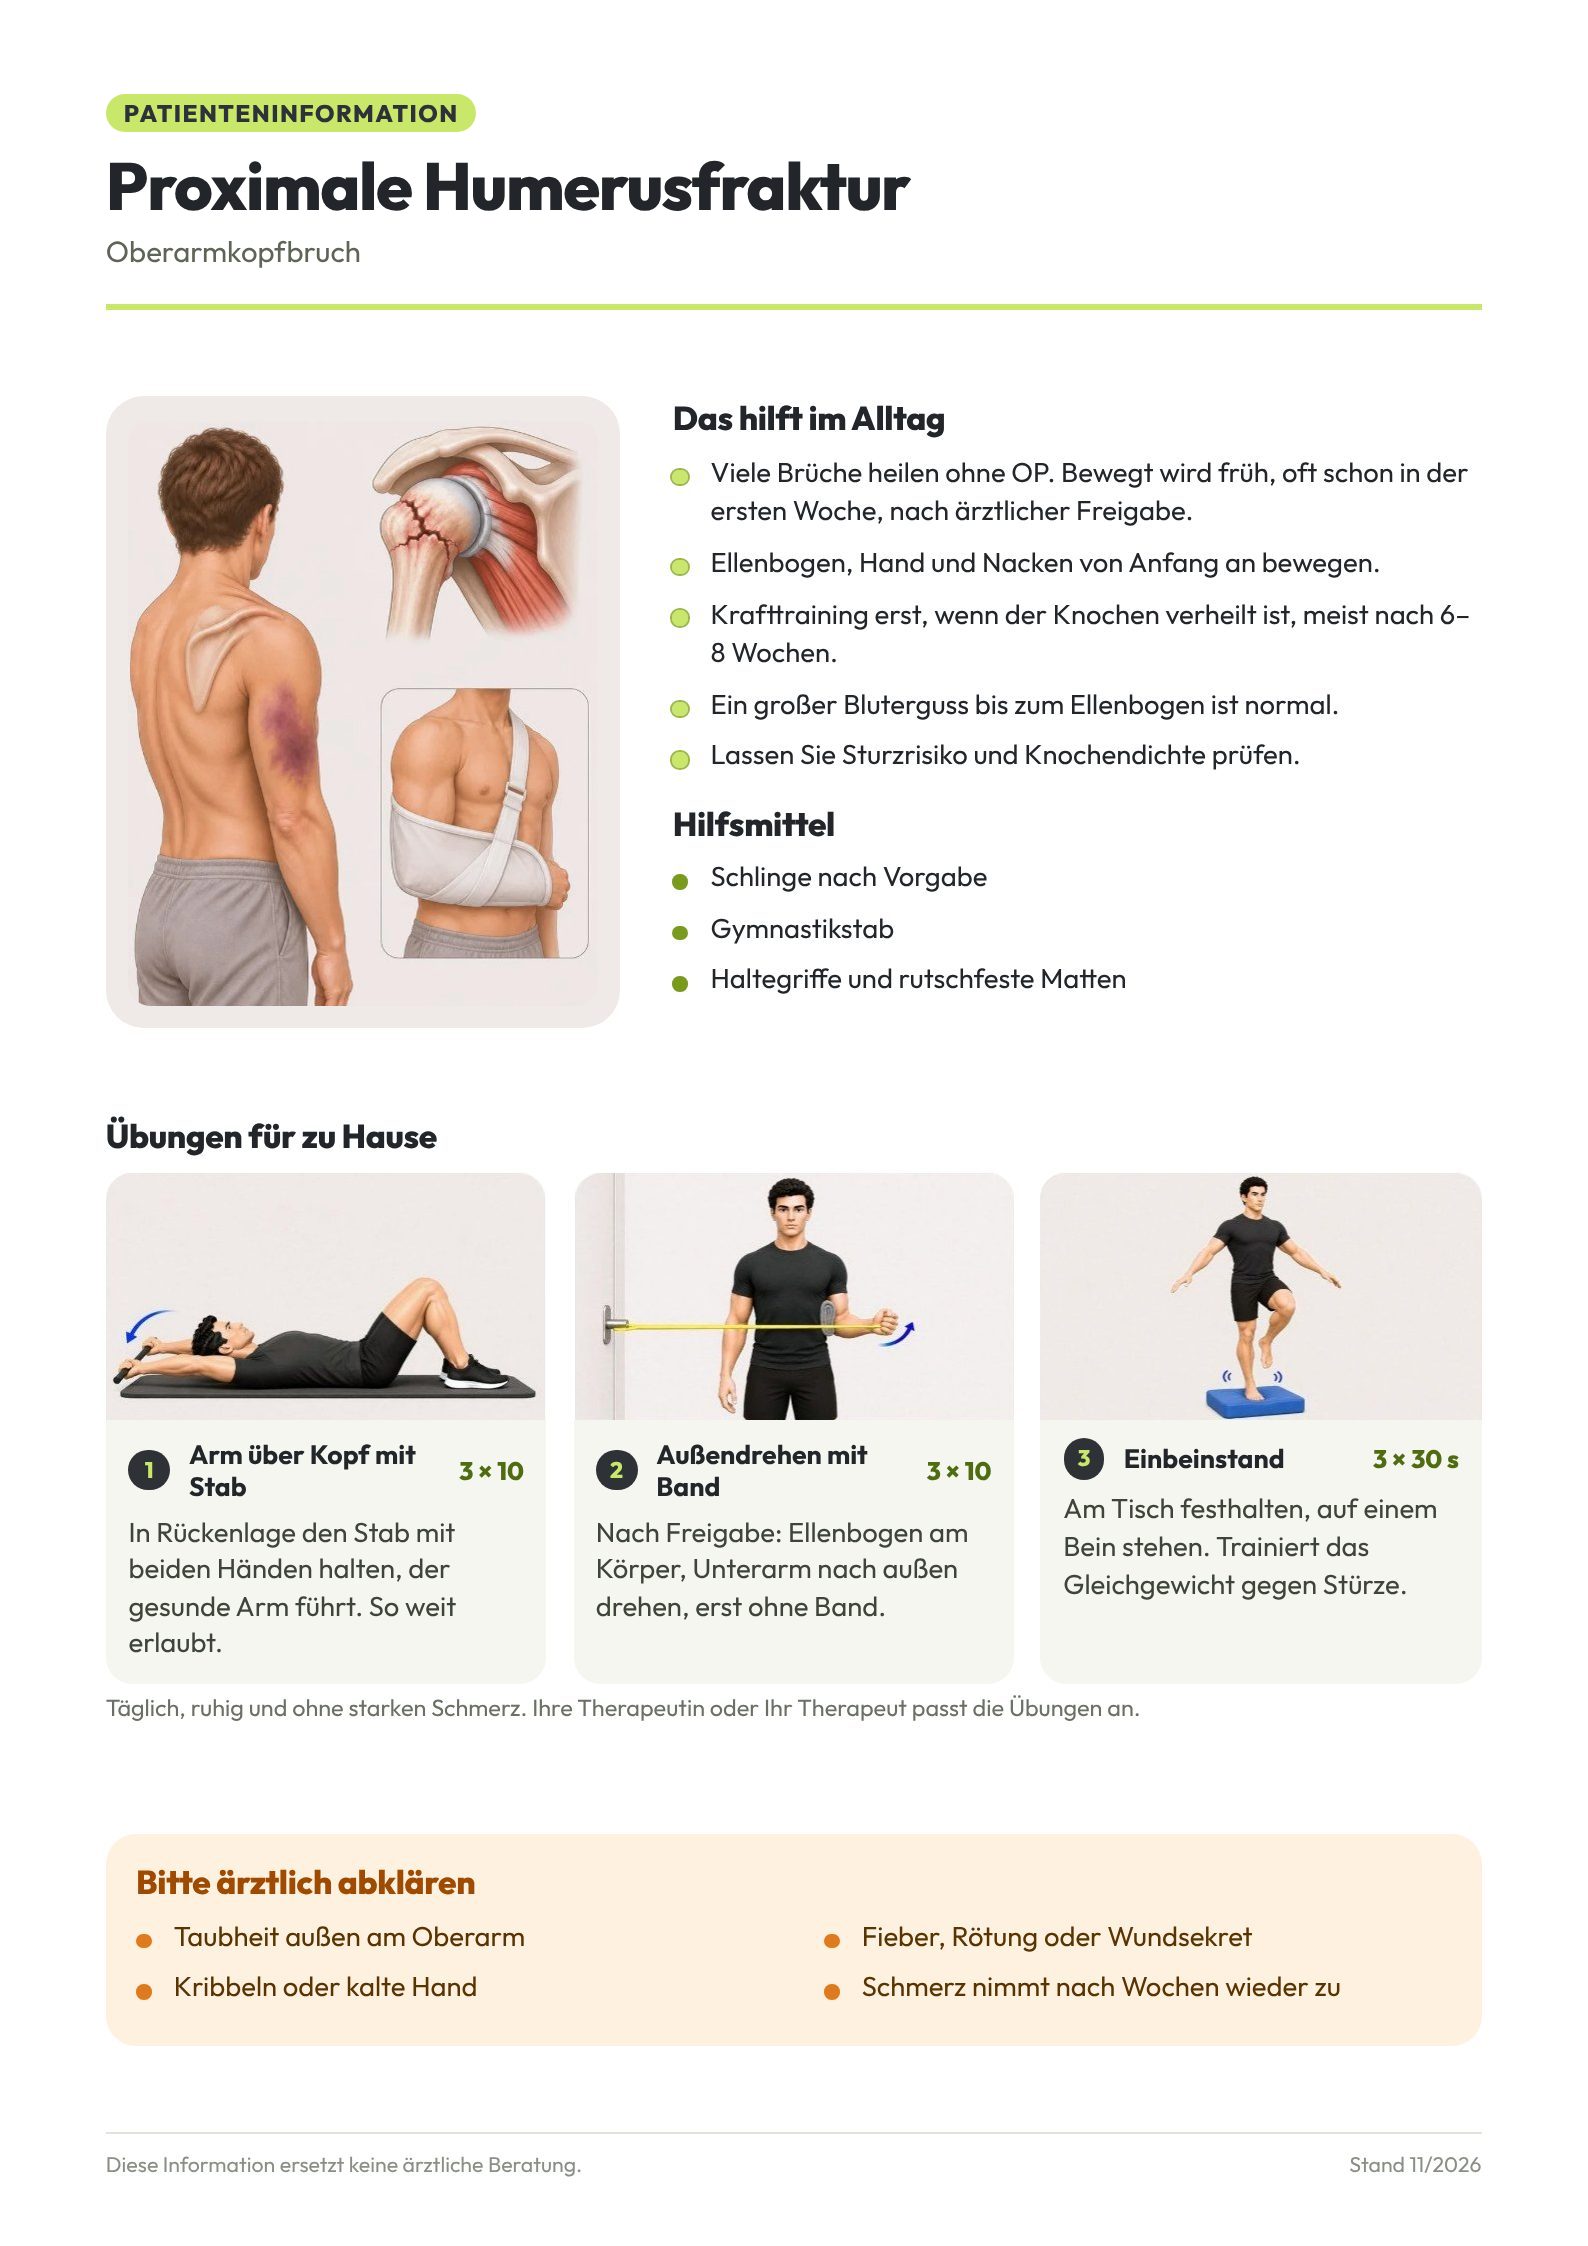 PATIENTENINFORMATION
Proximale Humerusfraktur
Oberarmkopfbruch
Das hilft im Alltag
Viele Brüche heilen ohne OP. Bewegt wird früh, oft schon in der
ersten Woche, nach ärztlicher Freigabe.
Ellenbogen, Hand und Nacken von Anfang an bewegen.
Krafttraining erst, wenn der Knochen verheilt ist, meist nach 6–
8 Wochen.
Ein großer Bluterguss bis zum Ellenbogen ist normal.
Lassen Sie Sturzrisiko und Knochendichte prüfen.
Hilfsmittel
Schlinge nach Vorgabe
Gymnastikstab
Haltegriffe und rutschfeste Matten
Übungen für zu Hause
1 Arm über Kopf mit
Stab
3 × 10
In Rückenlage den Stab mit
beiden Händen halten, der
gesunde Arm führt. So weit
erlaubt.
2 Außendrehen mit
Band
3 × 10
Nach Freigabe: Ellenbogen am
Körper, Unterarm nach außen
drehen, erst ohne Band.
3 Einbeinstand 3 × 30 s
Am Tisch festhalten, auf einem
Bein stehen. Trainiert das
Gleichgewicht gegen Stürze.
Täglich, ruhig und ohne starken Schmerz. Ihre Therapeutin oder Ihr Therapeut passt die Übungen an.
Bitte ärztlich abklären
Taubheit außen am Oberarm
Kribbeln oder kalte Hand
Fieber, Rötung oder Wundsekret
Schmerz nimmt nach Wochen wieder zu
Diese Information ersetzt keine ärztliche Beratung.
Stand 11/2026